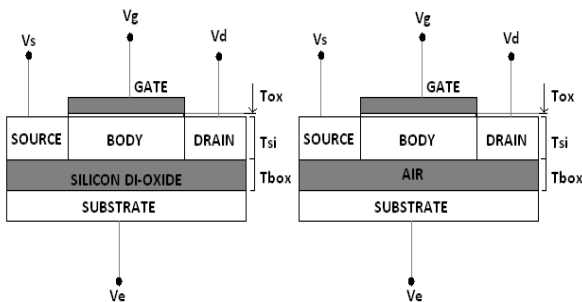 Vg
Vs
Vd
GATE
Tox
SOURCE
BODY
DRAIN
Tsi
SILICON DI-OXIDE
Tbox
SUBSTRATE
Ve
Vg
Vs
Vd
GATE
Tox
SOURCE
BODY
DRAIN
Tsi
AIR
Tbox
SUBSTRATE
Ve